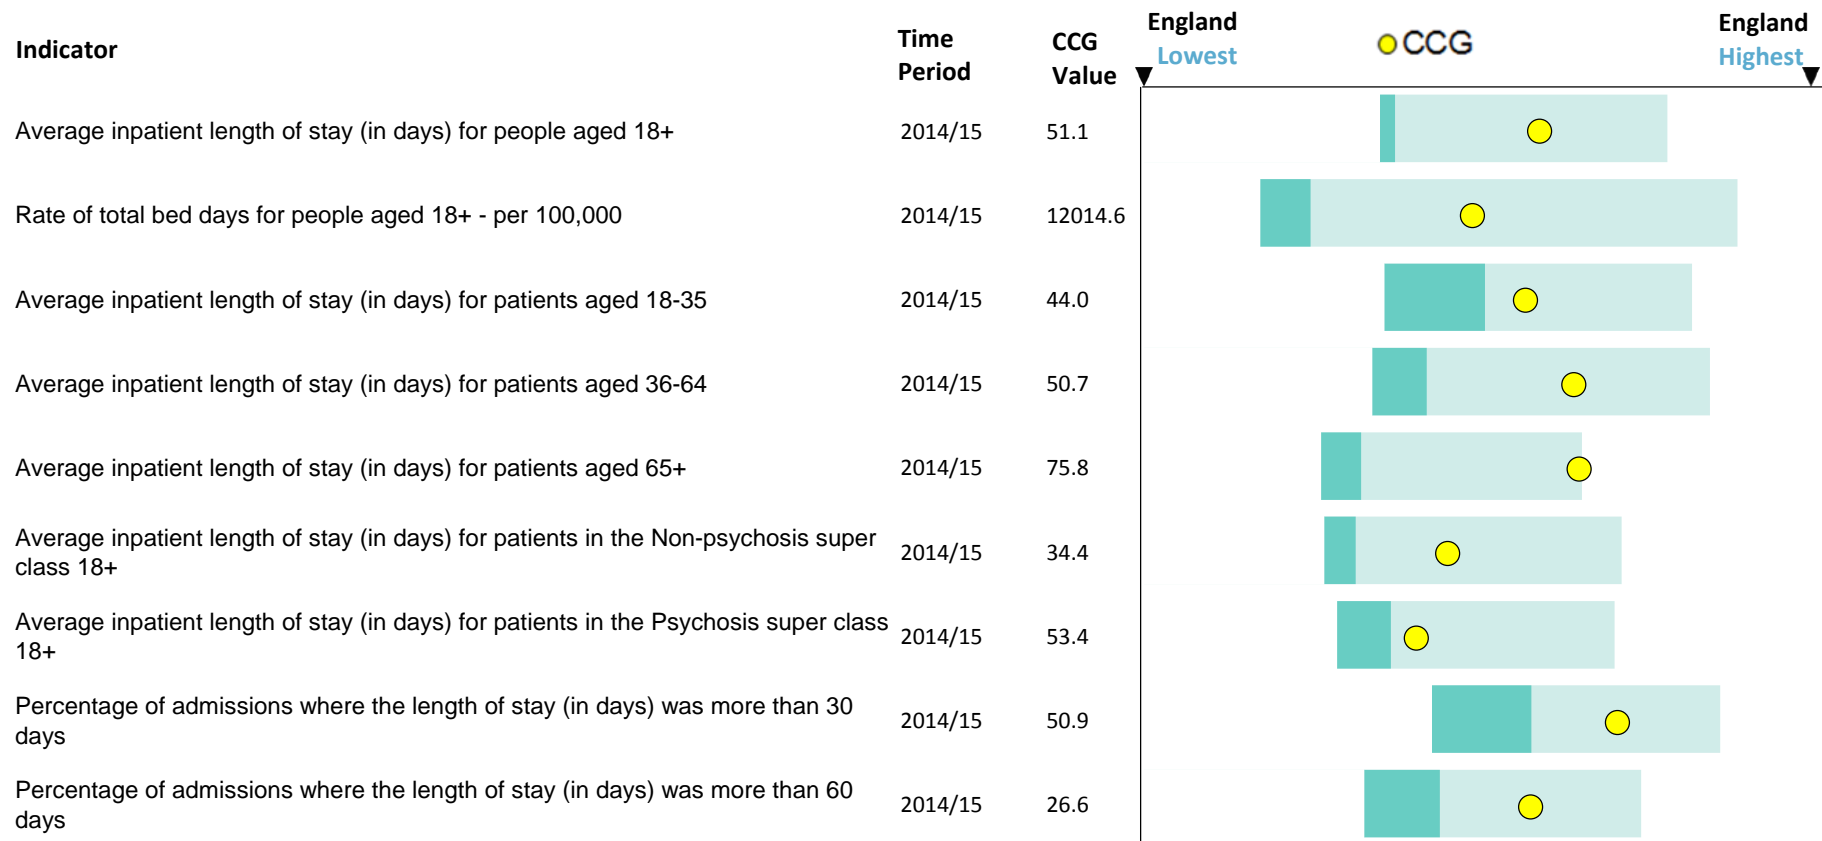 Indicator
Time
Period
CCG
Value
England
Lowest
CCG
England
Highest
Average inpatient length of stay (in days) for people aged 18+ 2014/15 51.1
Rate of total bed days for people aged 18+ - per 100,000 2014/15 12014.6
Average inpatient length of stay (in days) for patients aged 18-35 2014/15 44.0
Average inpatient length of stay (in days) for patients aged 36-64 2014/15 50.7
Average inpatient length of stay (in days) for patients aged 65+ 2014/15 75.8
Average inpatient length of stay (in days) for patients in the Non-psychosis super
class 18+
2014/15 34.4
Average inpatient length of stay (in days) for patients in the Psychosis super class
18+
2014/15 53.4
Percentage of admissions where the length of stay (in days) was more than 30
days
2014/15 50.9
Percentage of admissions where the length of stay (in days) was more than 60
days
2014/15 26.6